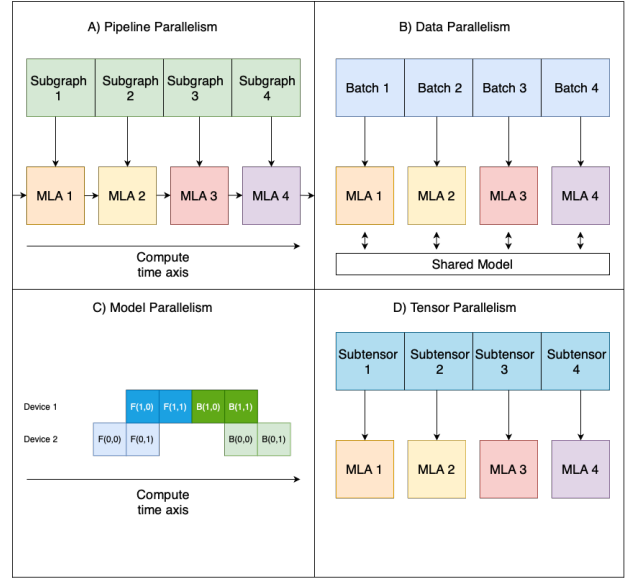 A) Pipeline Parallelism
Subgraph
1
Subgraph
2
Subgraph
3
Subgraph
4
MLA 1
MLA 2
MLA 3
MLA 4
Compute
time axis
B) Data Parallelism
Batch 1
Batch 2
Batch 3
Batch 4
MLA 1
MLA 2
MLA 3
MLA 4
Shared Model
C) Model Parallelism
Device 1
F(1,0)
F(1,1)
B(1,0)
B(1,1)
Device 2
F(0,0)
F(0,1)
B(0,0)
B(0,1)
Compute
time axis
D) Tensor Parallelism
Subtensor
1
Subtensor
2
Subtensor
3
Subtensor
4
MLA 1
MLA 2
MLA 3
MLA 4